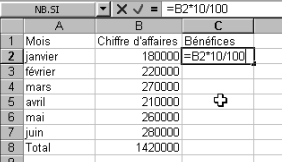 NB.SI =B2*10/100
A B C
1 Mois Chiffre d'affaires Bénéfices
2 janvier 180000 =B2*10/100
3 février 220000
4 mars 270000
5 avril 210000
6 mai 260000
7 juin 280000
8 Total 1420000